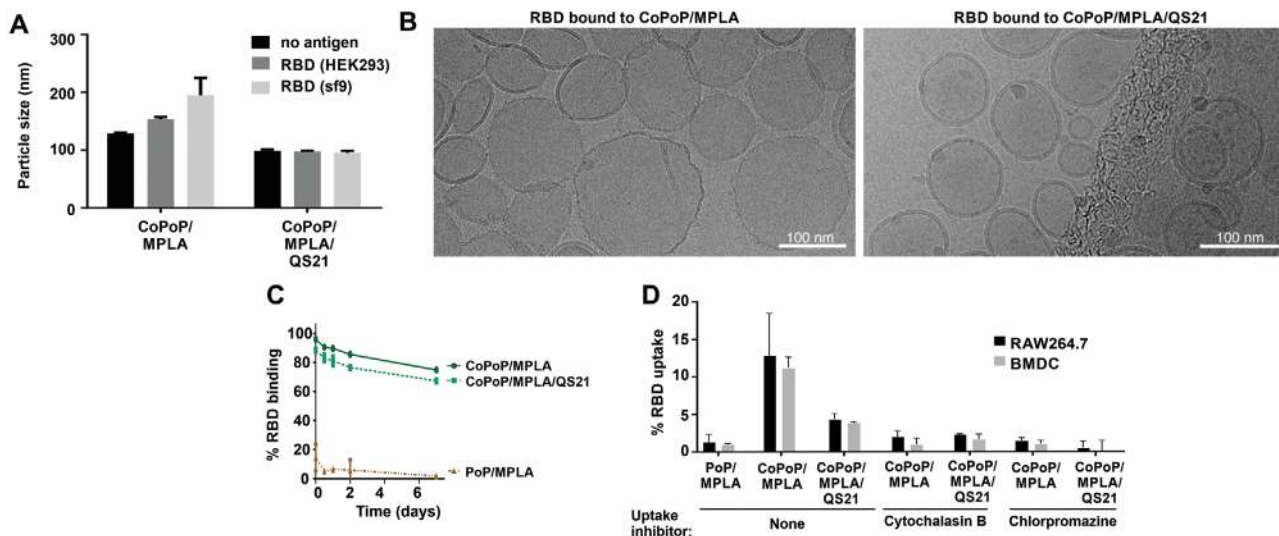 A
Particle size (nm)
300
200
100
0
no antigen
RBD (HEK293)
RBD (sf9)
CoPoP/
MPLA
CoPoP/
MPLA/
QS21
B
RBD bound to CoPoP/MPLA
100 nm
RBD bound to CoPoP/MPLA/QS21
100 nm
C
% RBD binding
100
80
60
40
20
0
0
2
4
6
Time (days)
CoPoP/MPLA
CoPoP/MPLA/QS21
PoP/MPLA
D
% RBD uptake
20
15
10
5
0
RAW264.7
BMDC
PoP/
MPLA
CoPoP/
MPLA
CoPoP/
MPLA/
QS21
CoPoP/
MPLA
CoPoP/
MPLA/
QS21
CoPoP/
MPLA
CoPoP/
MPLA/
QS21
Uptake
inhibitor:
None
Cytochalasin B
Chlorpromazine